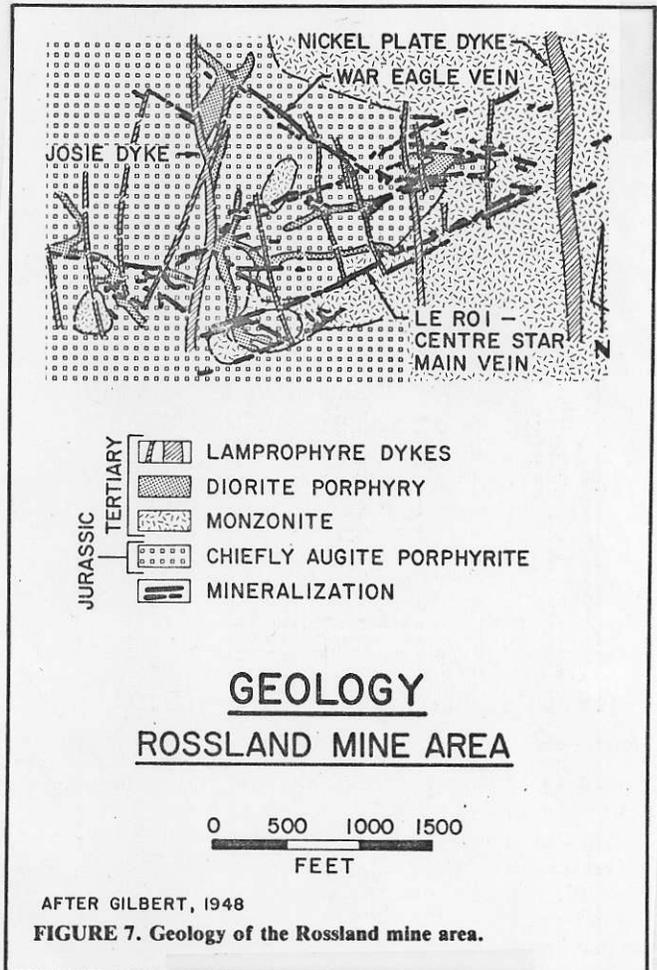 NICKEL PLATE DYKE
WAR EAGLE VEIN
JOSIE DYKE
LE ROI –
CENTRE STAR
MAIN VEIN
N
JURASSIC
TERTIARY
LAMPROPHYRE DYKES
DIORITE PORPHYRY
MONZONITE
CHIEFLY AUGITE PORPHYRITE
MINERALIZATION
GEOLOGY
ROSSLAND MINE AREA
0 500 1000 1500
FEET
AFTER GILBERT, 1948
FIGURE 7. Geology of the Rossland mine area.